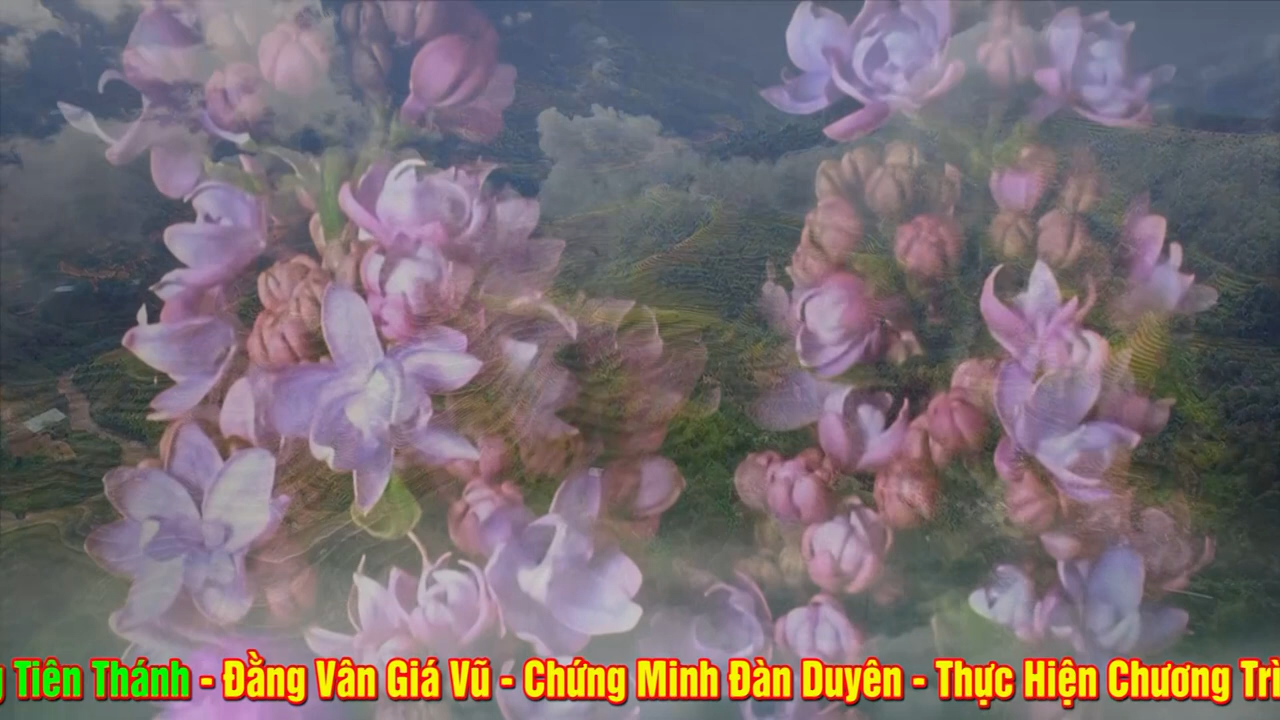 Tiên Thánh - Đằng Vân Giá Vũ - Chứng Minh Đàn Duyên - Thực Hiện Chương